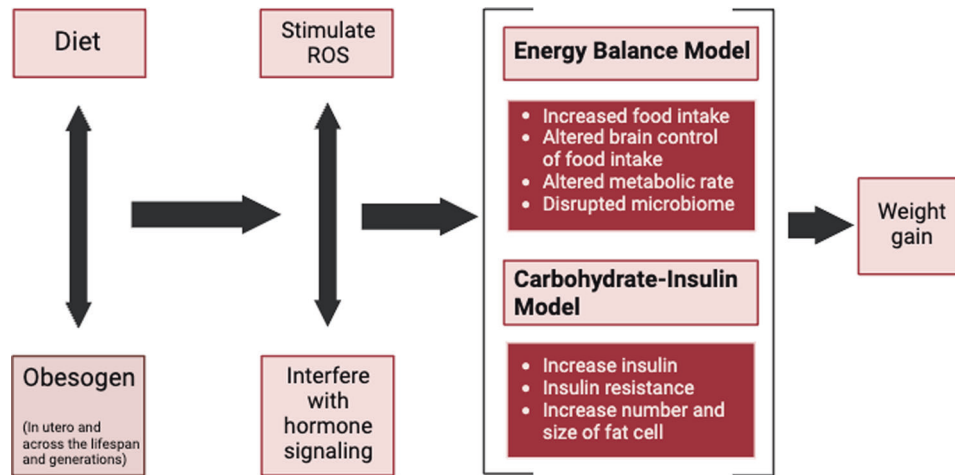 Diet
Obesogen
(In utero and
across the lifespan
and generations)
Stimulate
ROS
Interfere
with
hormone
signaling
Energy Balance Model
• Increased food intake
• Altered brain control
of food intake
• Altered metabolic rate
• Disrupted microbiome
Carbohydrate-Insulin
Model
• Increase insulin
• Insulin resistance
• Increase number and
size of fat cell
Weight
gain